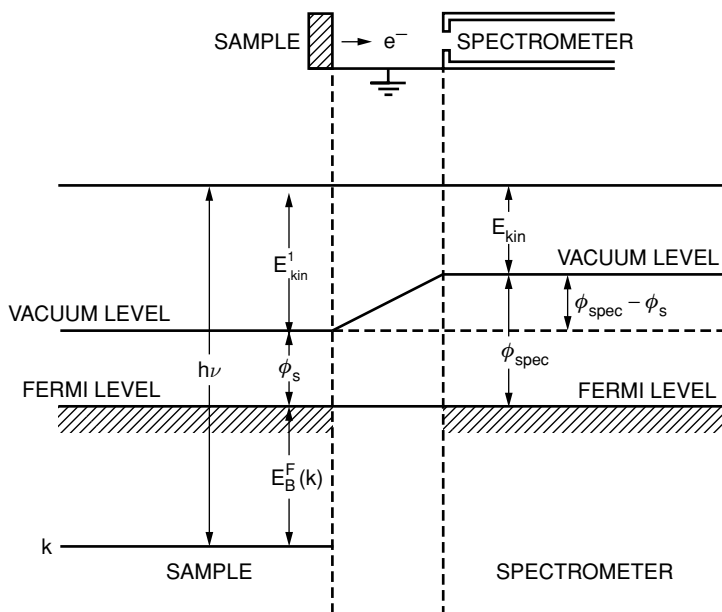 SAMPLE
e⁻
SPECTROMETER
E¹kin
Ekin
VACUUM LEVEL
VACUUM LEVEL
ϕspec − ϕs
hν
ϕs
ϕspec
FERMI LEVEL
FERMI LEVEL
E_B^F(k)
k
SAMPLE
SPECTROMETER